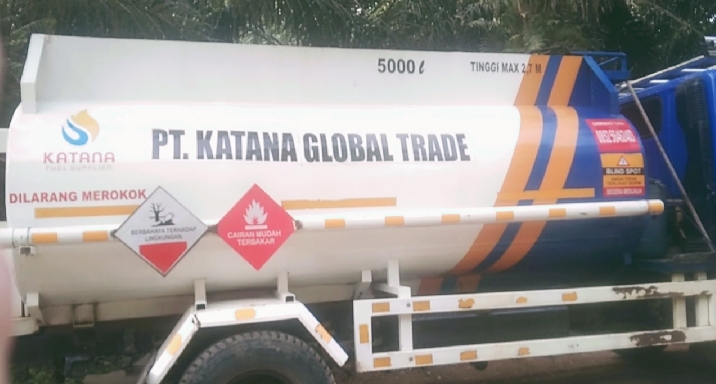 5000 ℓ
TINGGI MAX 2,7 M
KATANA
FUEL SUPPLIER
PT. KATANA GLOBAL TRADE
BLIND SPOT
DILARANG MEROKOK
BERBAHAYA TERHADAP
LINGKUNGAN
CAIRAN MUDAH
TERBAKAR